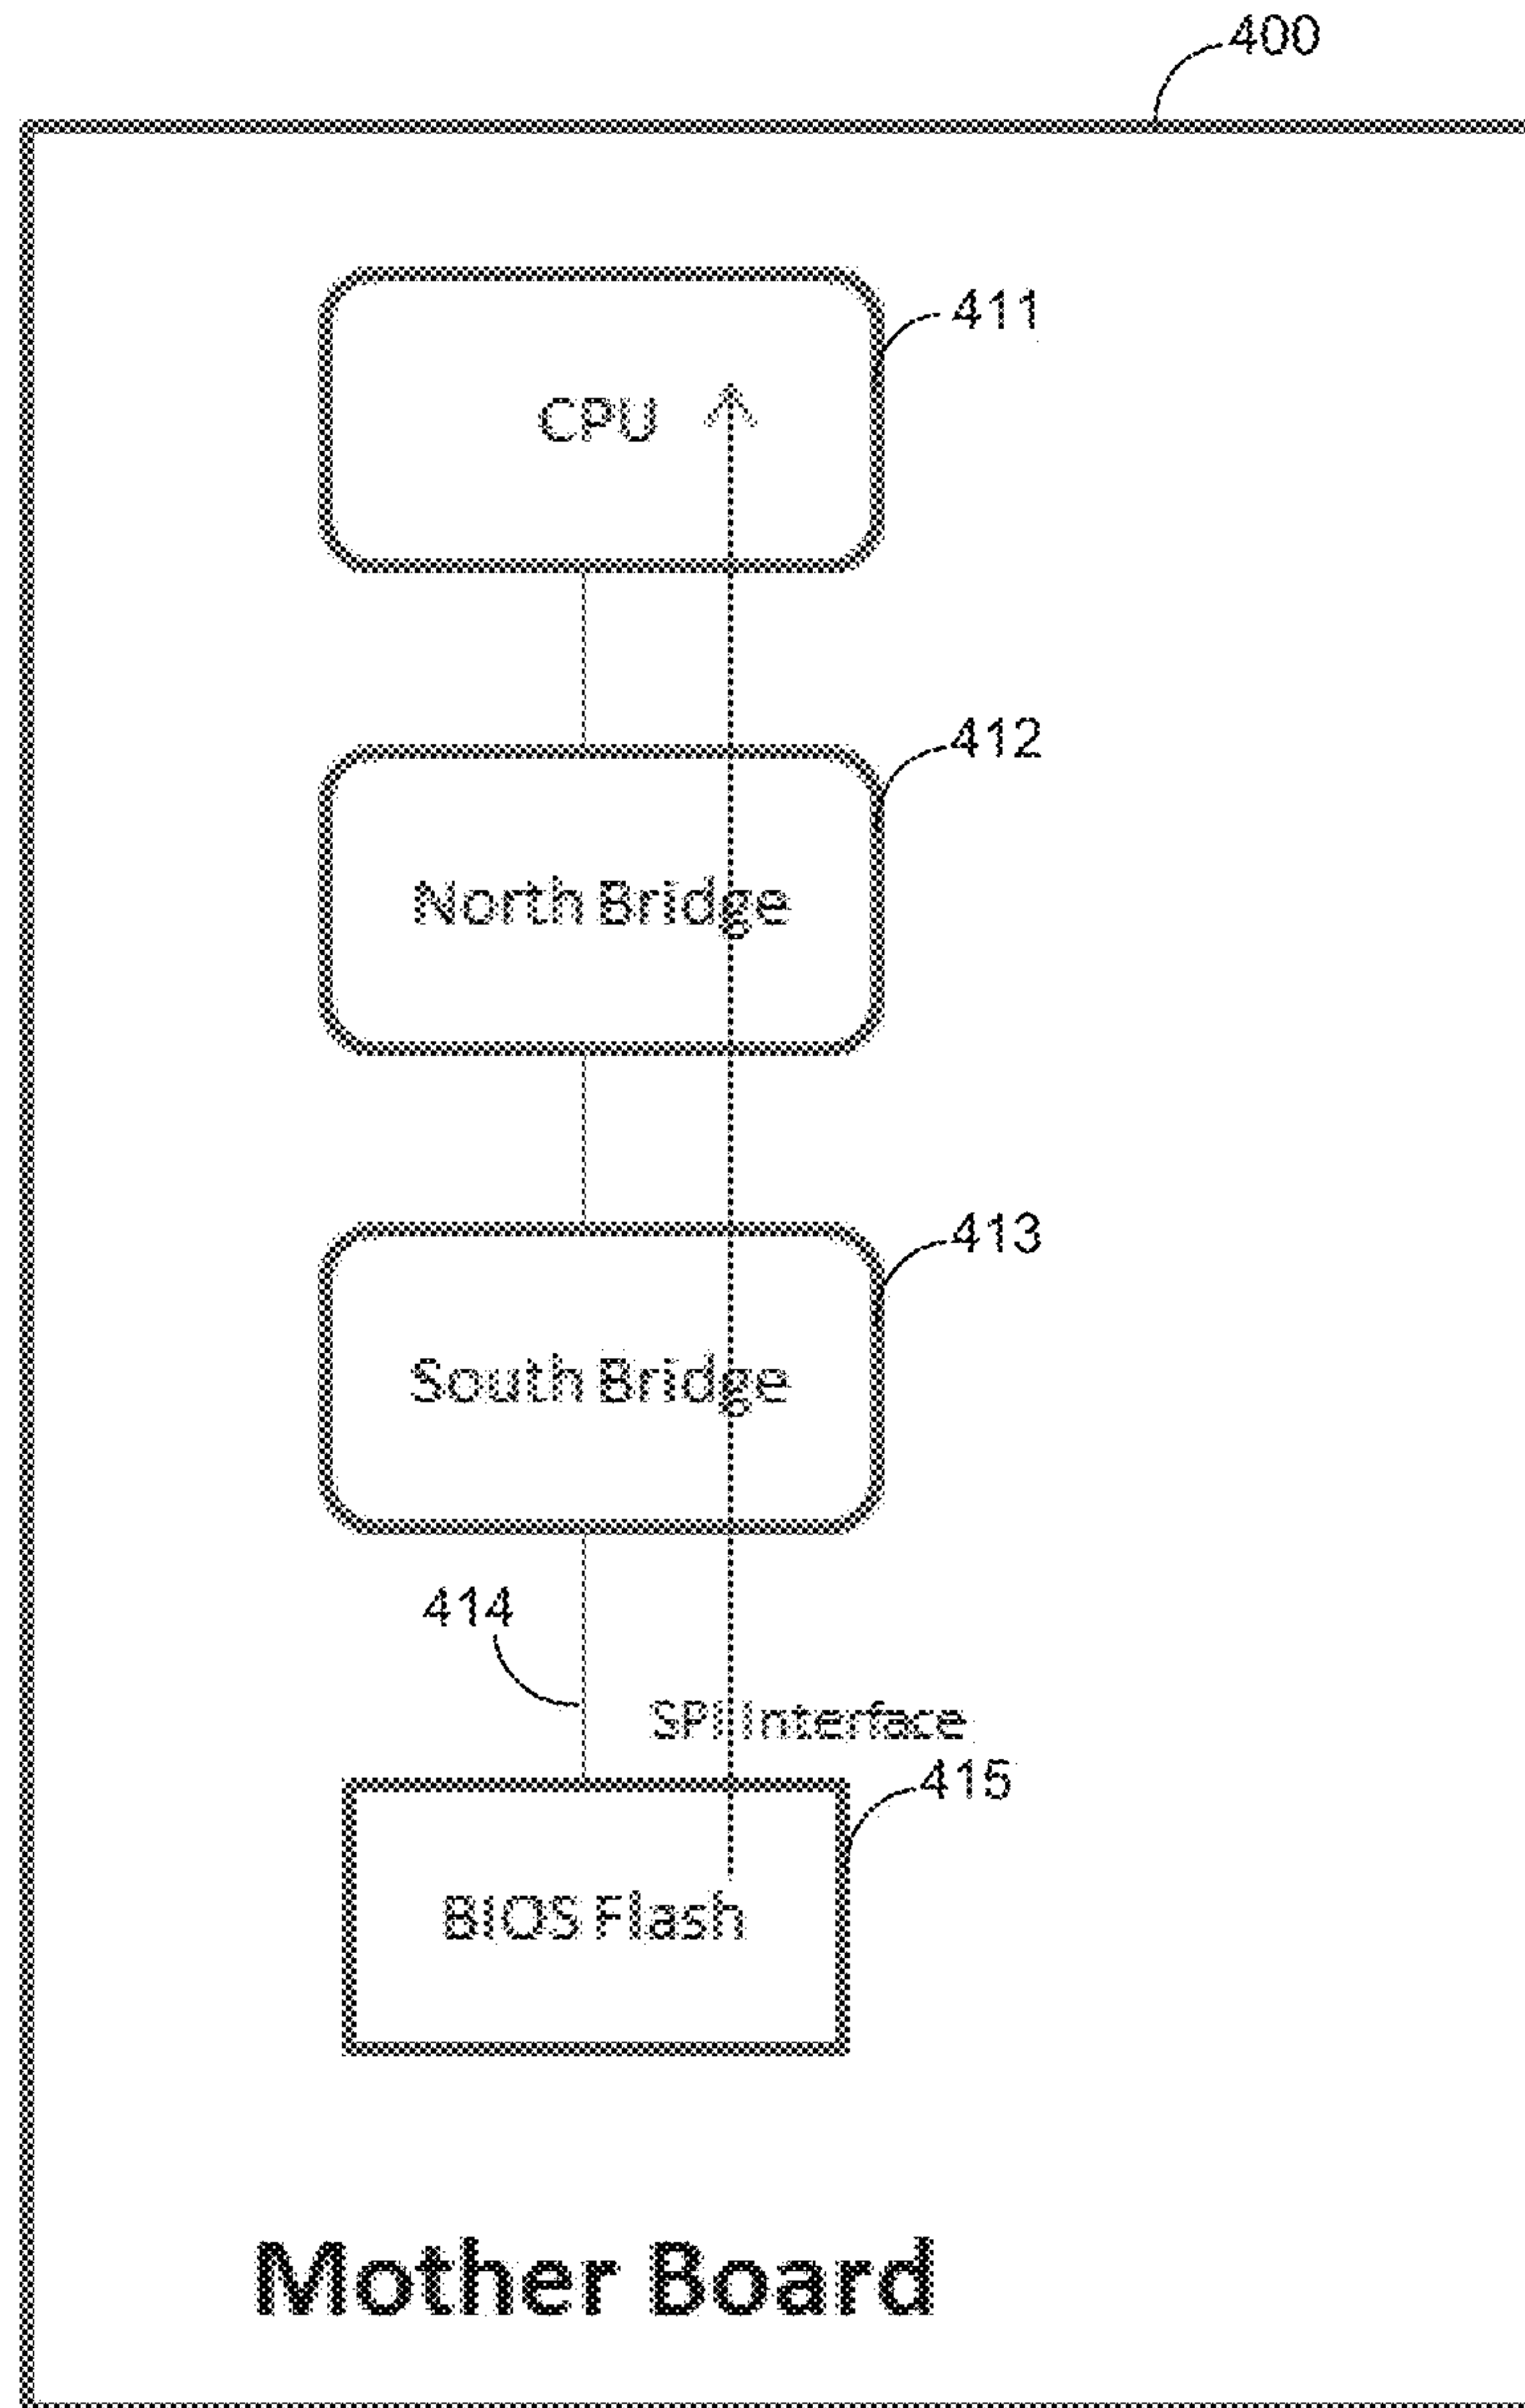 400
411
CPU
412
North Bridge
413
South Bridge
414
SPI Interface
415
BIOS Flash
Mother Board